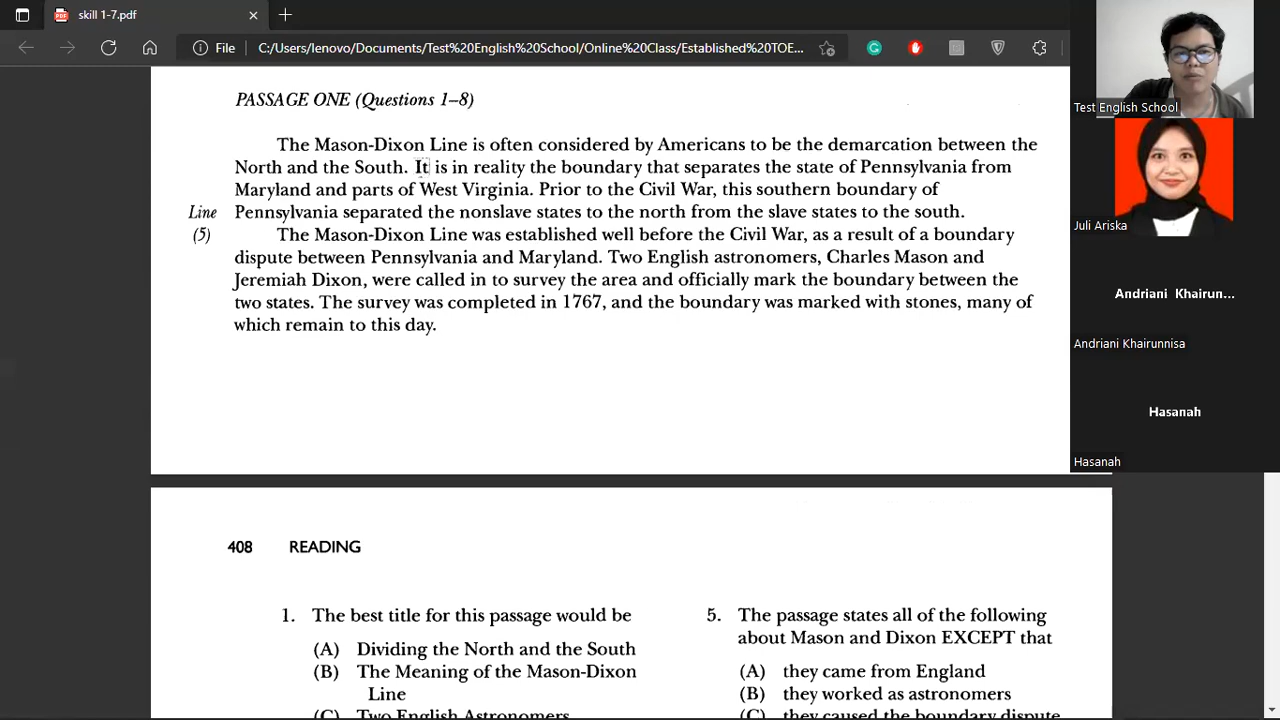 skill 1-7.pdf
File
C:/Users/lenovo/Documents/Test%20English%20School/Online%20Class/Established%20TOE...
PASSAGE ONE (Questions 1–8)
The Mason-Dixon Line is often considered by Americans to be the demarcation between the
North and the South. It is in reality the boundary that separates the state of Pennsylvania from
Maryland and parts of West Virginia. Prior to the Civil War, this southern boundary of
Line Pennsylvania separated the nonslave states to the north from the slave states to the south.
(5) The Mason-Dixon Line was established well before the Civil War, as a result of a boundary
dispute between Pennsylvania and Maryland. Two English astronomers, Charles Mason and
Jeremiah Dixon, were called in to survey the area and officially mark the boundary between the
two states. The survey was completed in 1767, and the boundary was marked with stones, many of
which remain to this day.
408 READING
1. The best title for this passage would be
(A) Dividing the North and the South
(B) The Meaning of the Mason-Dixon
Line
(C) Two English Astronomers
5. The passage states all of the following
about Mason and Dixon EXCEPT that
(A) they came from England
(B) they worked as astronomers
(C) they caused the boundary dispute
Test English School
Juli Ariska
Andriani Khairun...
Andriani Khairunnisa
Hasanah
Hasanah